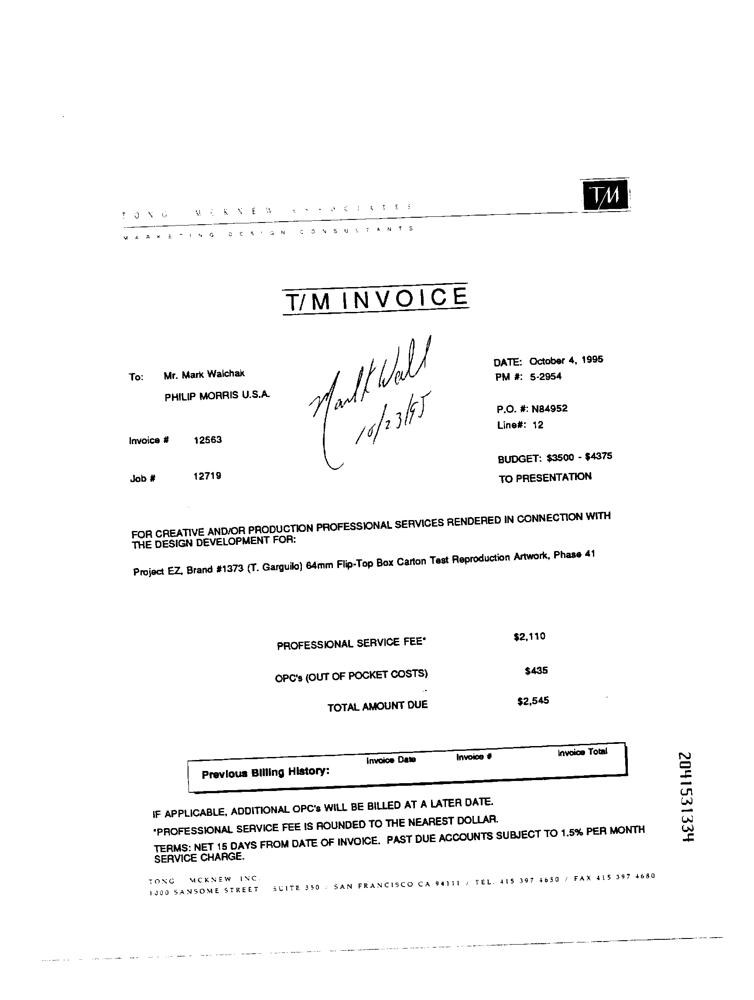 TM
TONG MCKNEW ASSOCIATES
MARKETING DESIGN CONSULTANTS
T/M INVOICE
To: Mr. Mark Walchak
PHILIP MORRIS U.S.A.
Invoice # 12563
Job # 12719
10/23/95
DATE: October 4, 1995
PM #: 5-2954
P.O. #: N84952
Line#: 12
BUDGET: $3500 - $4375
TO PRESENTATION
FOR CREATIVE AND/OR PRODUCTION PROFESSIONAL SERVICES RENDERED IN CONNECTION WITH
THE DESIGN DEVELOPMENT FOR:
Project EZ, Brand #1373 (T. Garguilo) 64mm Flip-Top Box Carton Test Reproduction Artwork, Phase 41
PROFESSIONAL SERVICE FEE* $2,110
OPC's (OUT OF POCKET COSTS) $435
TOTAL AMOUNT DUE $2,545
Previous Billing History: Invoice Date Invoice # Invoice Total
IF APPLICABLE, ADDITIONAL OPC's WILL BE BILLED AT A LATER DATE.
*PROFESSIONAL SERVICE FEE IS ROUNDED TO THE NEAREST DOLLAR.
TERMS: NET 15 DAYS FROM DATE OF INVOICE. PAST DUE ACCOUNTS SUBJECT TO 1.5% PER MONTH
SERVICE CHARGE.
TONG MCKNEW INC.
1000 SANSOME STREET SUITE 350 / SAN FRANCISCO CA 94111 / TEL. 415 397 4650 / FAX 415 397 4680
2041531334